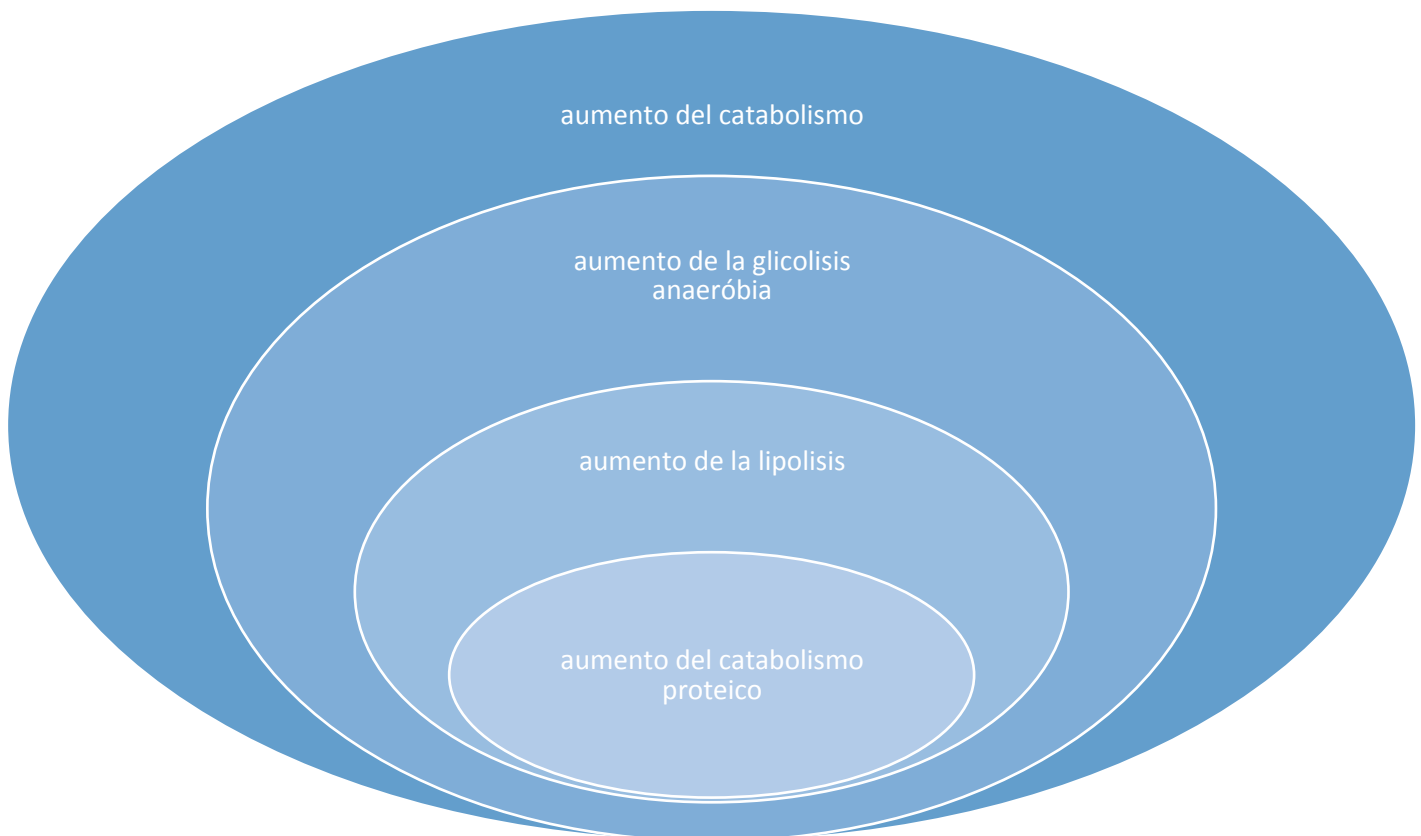 aumento del catabolismo
aumento de la glicolisis
anaeróbia
aumento de la lipolisis
aumento del catabolismo
proteico